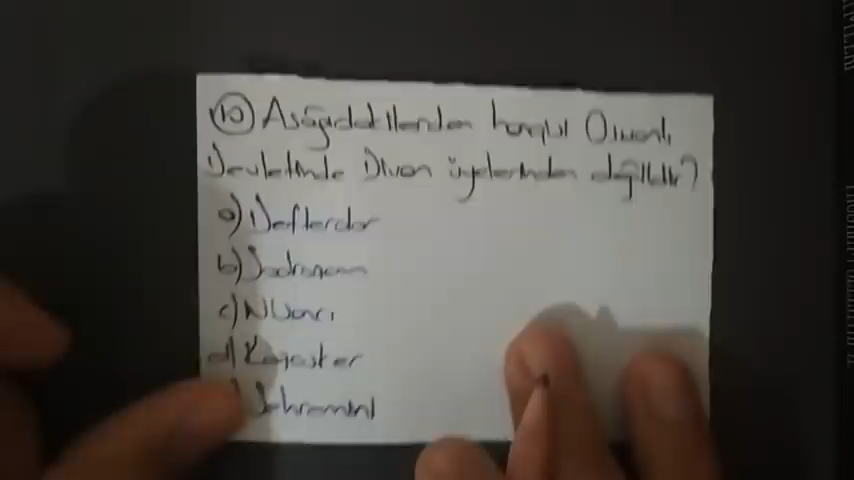 10 Aşağıdakilerden hangisi Osmanlı
Devletinde Divan üyelerinden değildir?
a) Defterdar
b) Sadrazam
c) Nişancı
d) Kazasker
Şehremini